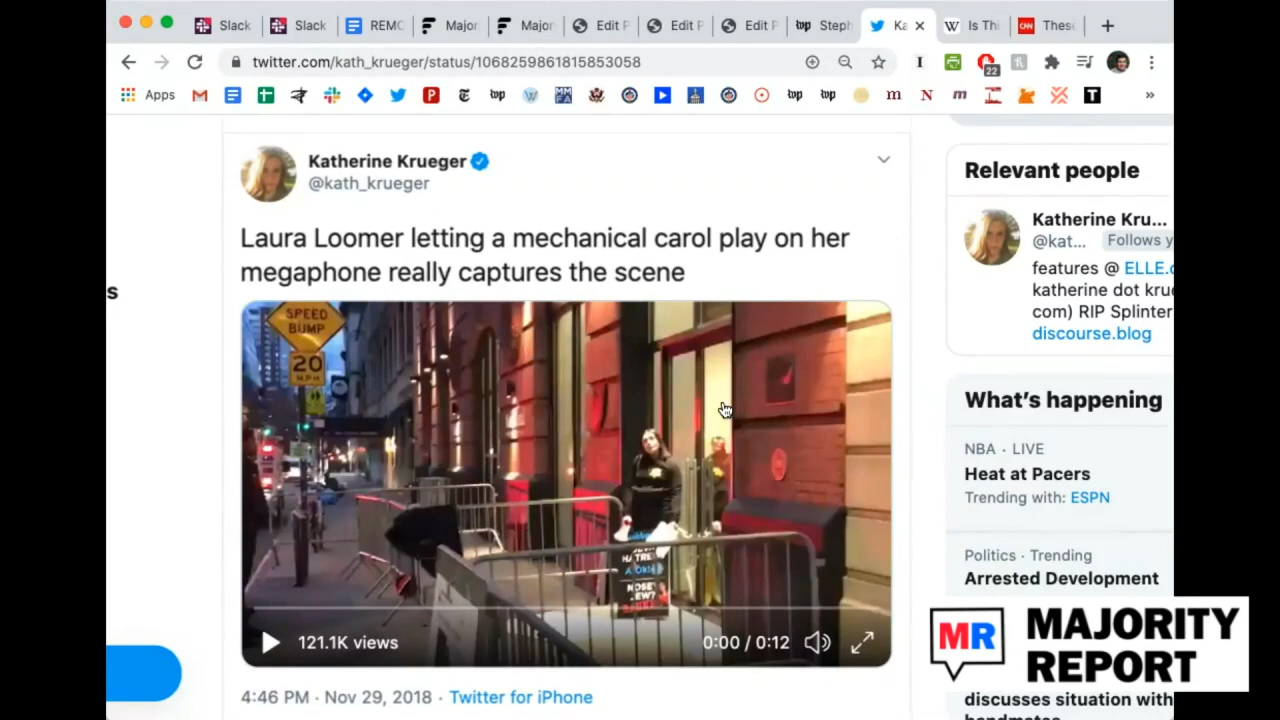 Slack
Slack
REMC
Major
Major
Edit P
Edit P
Edit P
Steph
Ka
Is Thi
These
twitter.com/kath_krueger/status/1068259861815853058
22
Apps
Katherine Krueger
@kath_krueger
Laura Loomer letting a mechanical carol play on her
megaphone really captures the scene
SPEED
BUMP
20
M.P.H
121.1K views
0:00 / 0:12
4:46 PM · Nov 29, 2018 · Twitter for iPhone
s
Relevant people
Katherine Kru...
@kat... Follows y
features @ ELLE.c
katherine dot krue
com) RIP Splinter
discourse.blog
What's happening
NBA · LIVE
Heat at Pacers
Trending with: ESPN
Politics · Trending
Arrested Development
discusses situation with
MR MAJORITY
REPORT